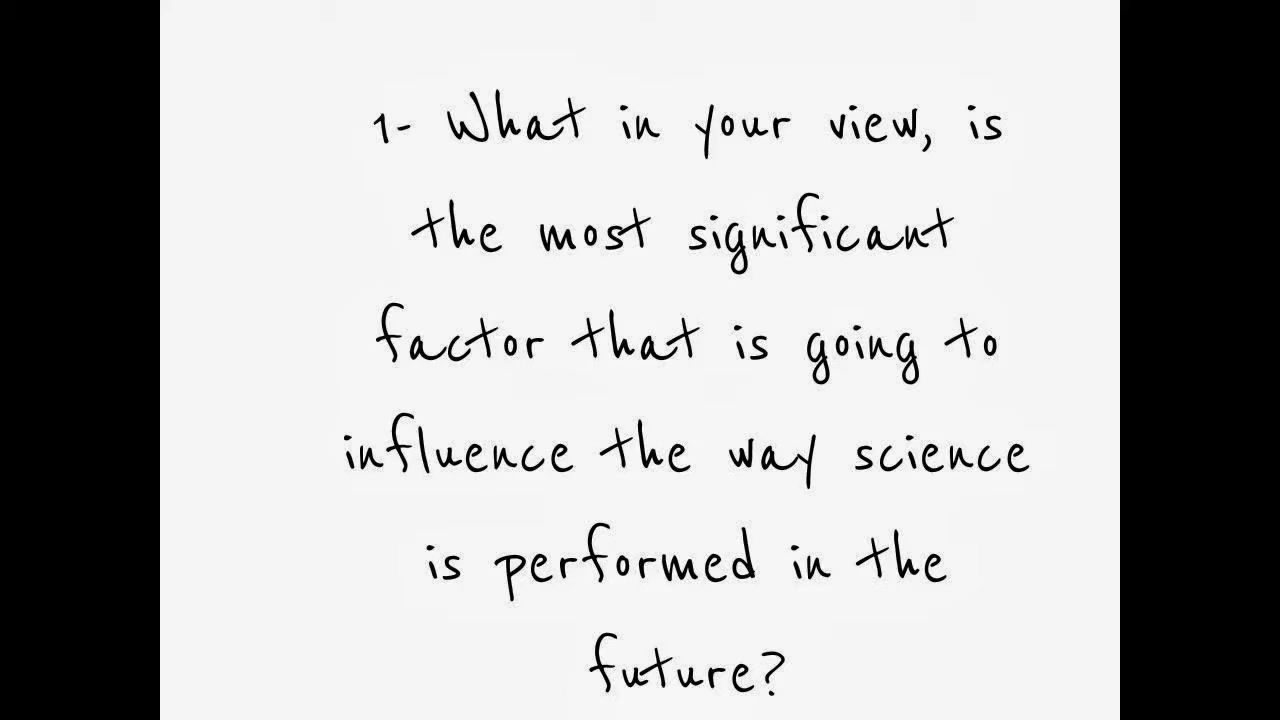 1- What in your view, is
the most significant
factor that is going to
influence the way science
is performed in the
future?